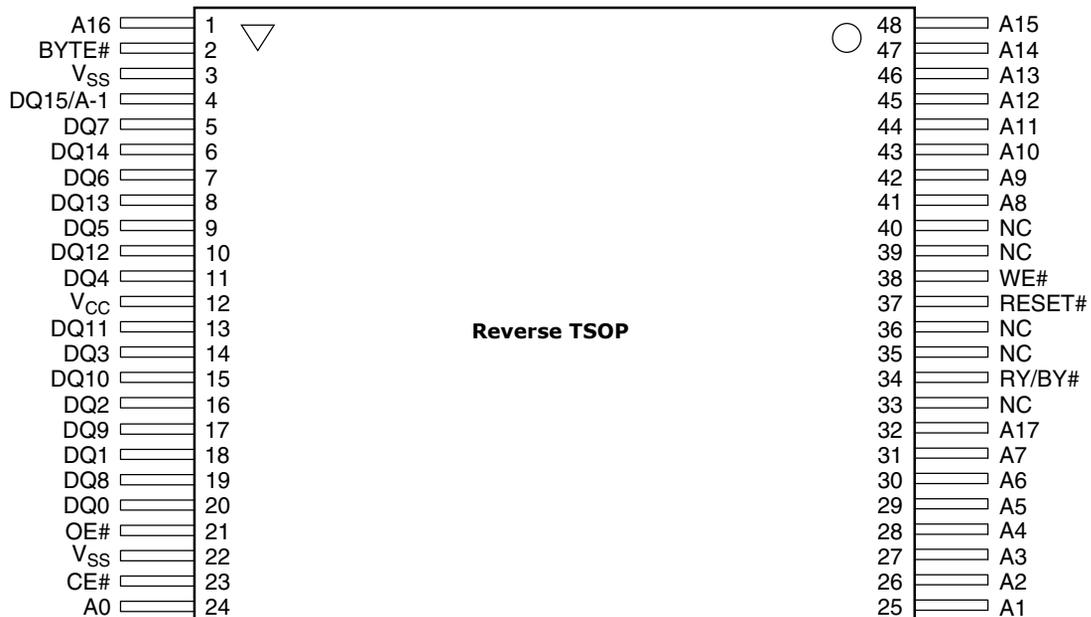 A16 1 48 A15
BYTE# 2 47 A14
VSS 3 46 A13
DQ15/A-1 4 45 A12
DQ7 5 44 A11
DQ14 6 43 A10
DQ6 7 42 A9
DQ13 8 41 A8
DQ5 9 40 NC
DQ12 10 39 NC
DQ4 11 38 WE#
VCC 12 37 RESET#
DQ11 13 Reverse TSOP 36 NC
DQ3 14 35 NC
DQ10 15 34 RY/BY#
DQ2 16 33 NC
DQ9 17 32 A17
DQ1 18 31 A7
DQ8 19 30 A6
DQ0 20 29 A5
OE# 21 28 A4
VSS 22 27 A3
CE# 23 26 A2
A0 24 25 A1